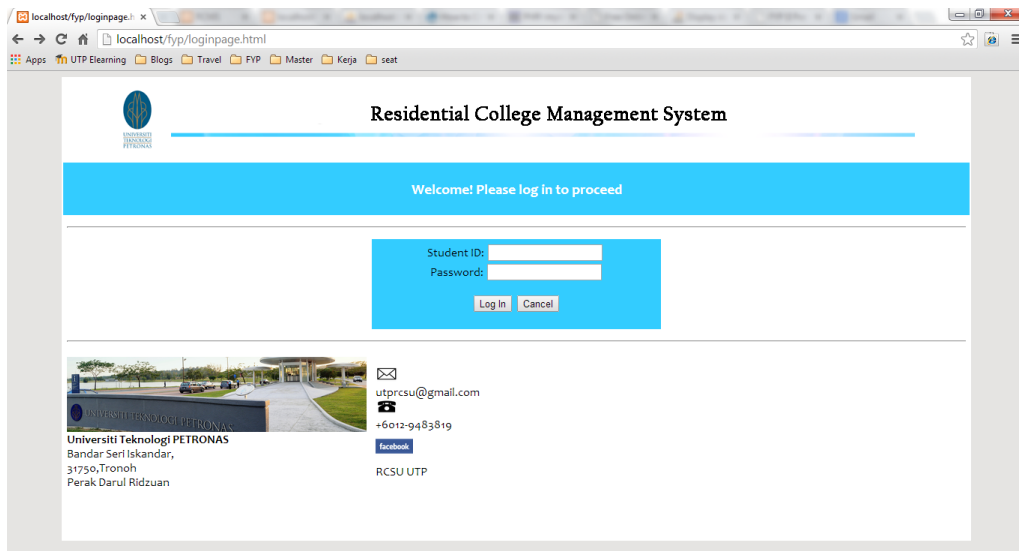 localhost/fyp/loginpage.h
localhost/fyp/loginpage.html
Apps UTP Elearning Blogs Travel FYP Master Kerja seat
UNIVERSITI
TEKNOLOGI
PETRONAS
Residential College Management System
Welcome! Please log in to proceed
Student ID:
Password:
Log In Cancel
UNIVERSITI TEKNOLOGI PETRONAS
Universiti Teknologi PETRONAS
Bandar Seri Iskandar,
31750,Tronoh
Perak Darul Ridzuan
utprcsu@gmail.com
+6012-9483819
facebook
RCSU UTP